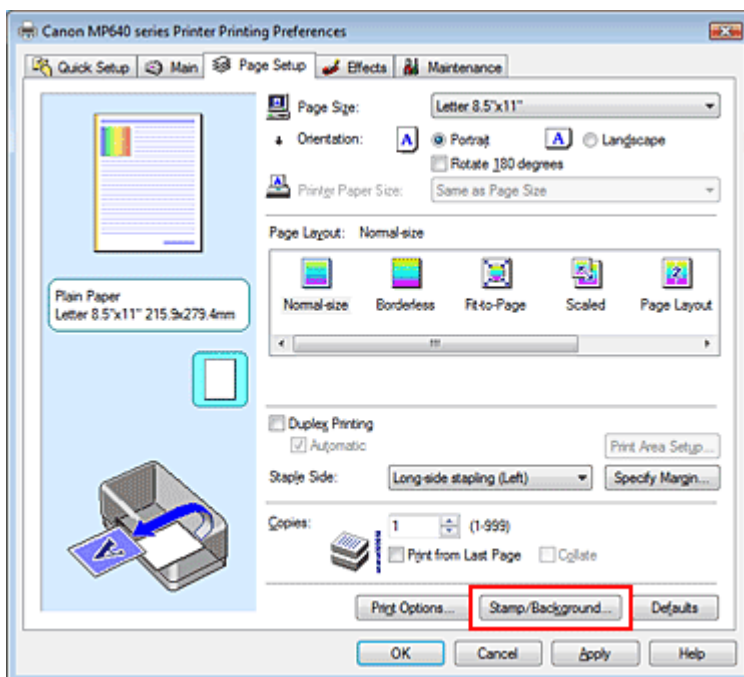 Canon MP640 series Printer Printing Preferences
Quick Setup Main Page Setup Effects Maintenance
Page Size: Letter 8.5"x11"
Orientation: A Portrait A Landscape
Rotate 180 degrees
Printer Paper Size: Same as Page Size
Page Layout: Normal-size
Normal-size Borderless Fit-to-Page Scaled Page Layout
Plain Paper
Letter 8.5"x11" 215.9x279.4mm
Duplex Printing
Automatic Print Area Setup...
Staple Side: Long-side stapling (Left) Specify Margin...
Copies: 1 (1-999)
Print from Last Page Collate
Print Options... Stamp/Background... Defaults
OK Cancel Apply Help